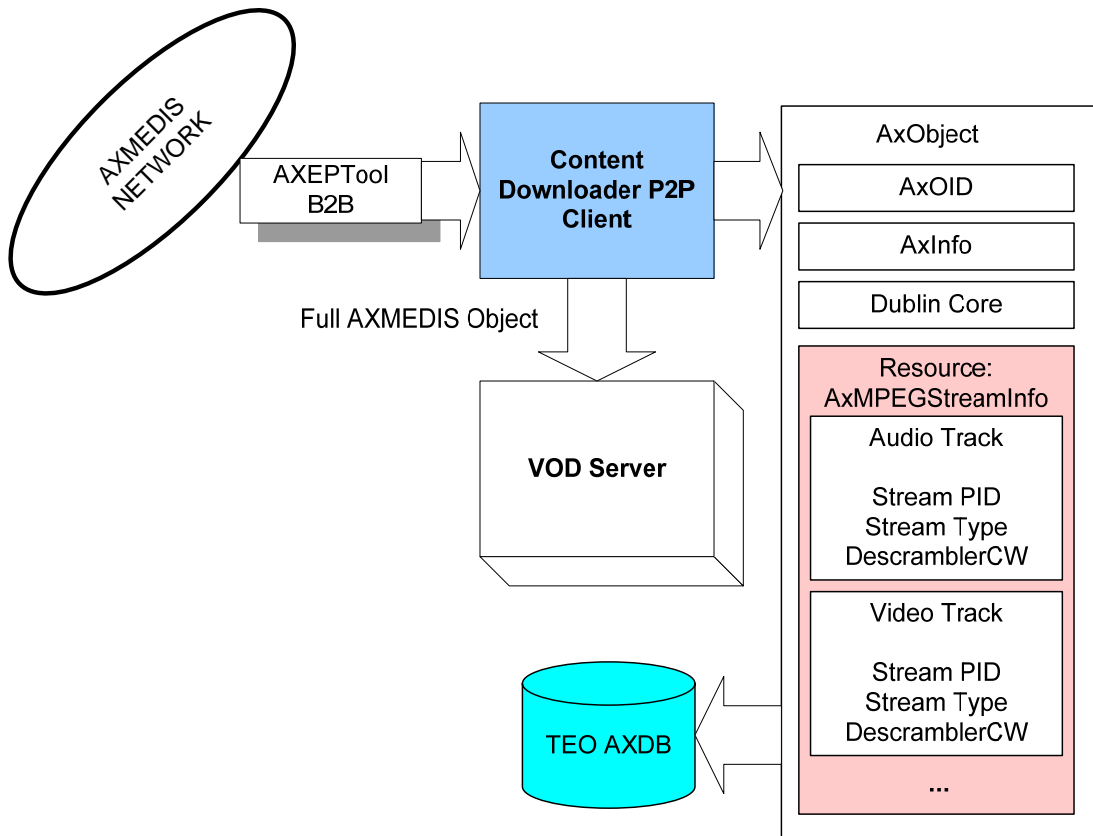 AXMEDIS
NETWORK
AXEPTool
B2B
Content
Downloader P2P
Client
Full AXMEDIS Object
VOD Server
TEO AXDB
AxObject
AxOID
AxInfo
Dublin Core
Resource:
AxMPEGStreamInfo
Audio Track
Stream PID
Stream Type
DescramblerCW
Video Track
Stream PID
Stream Type
DescramblerCW
...